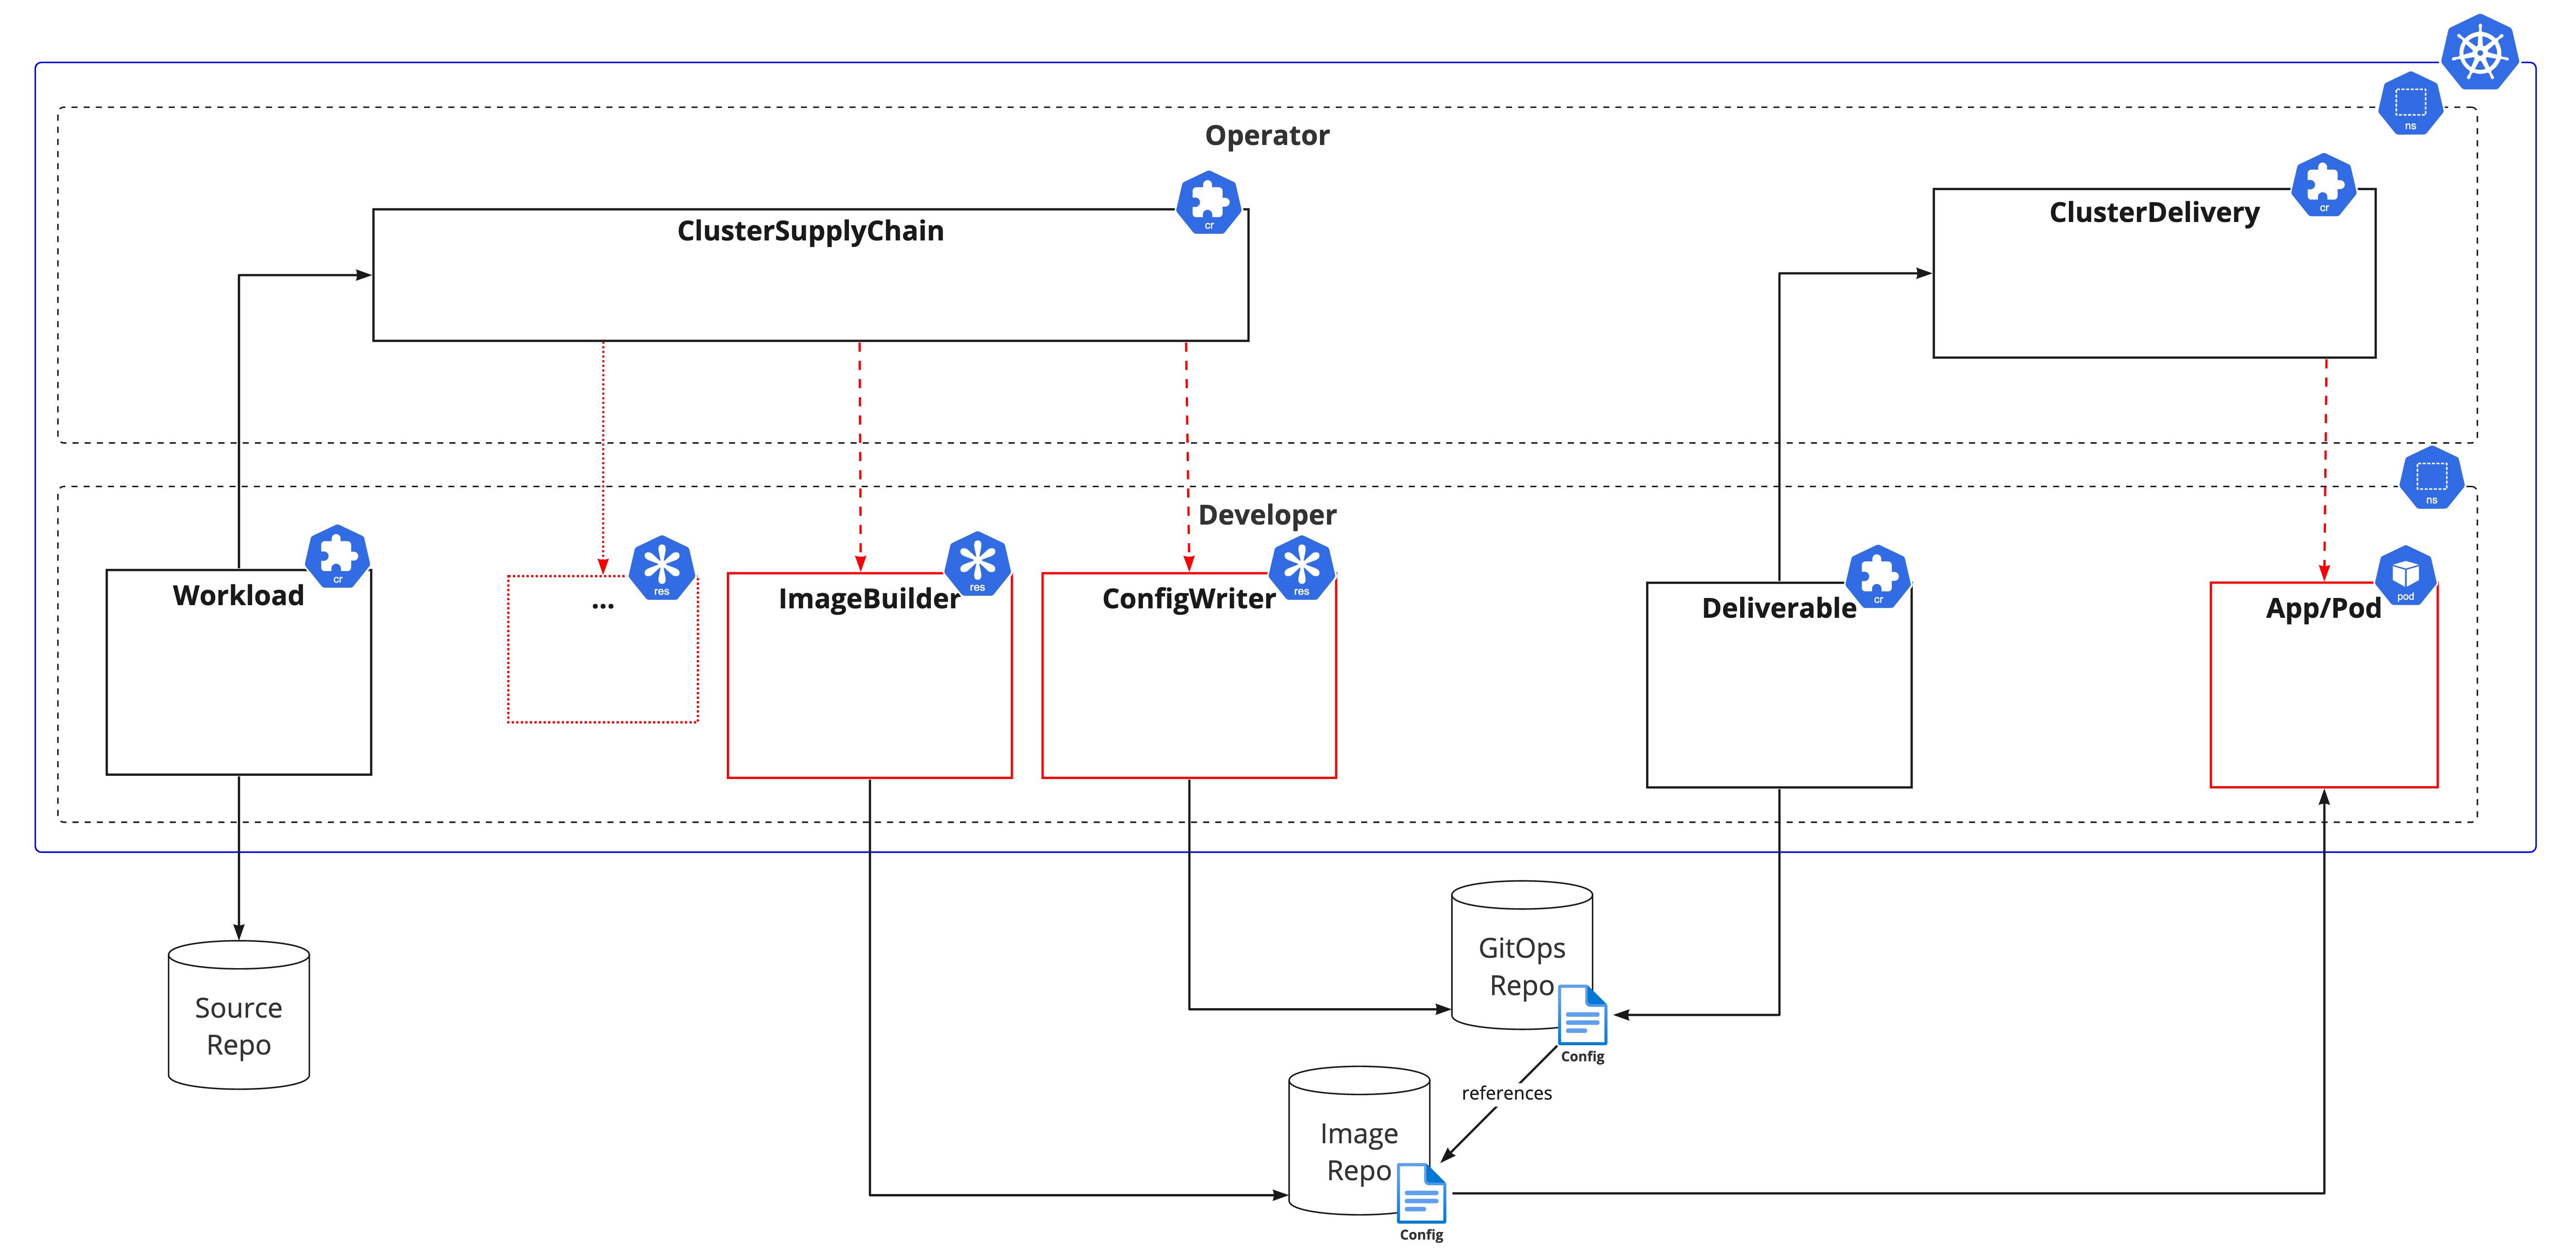 ns
Operator
cr
ClusterSupplyChain
cr
ClusterDelivery
ns
Developer
cr
Workload
res
...
res
ImageBuilder
res
ConfigWriter
cr
Deliverable
pod
App/Pod
Source
Repo
GitOps
Repo
Config
references
Image
Repo
Config